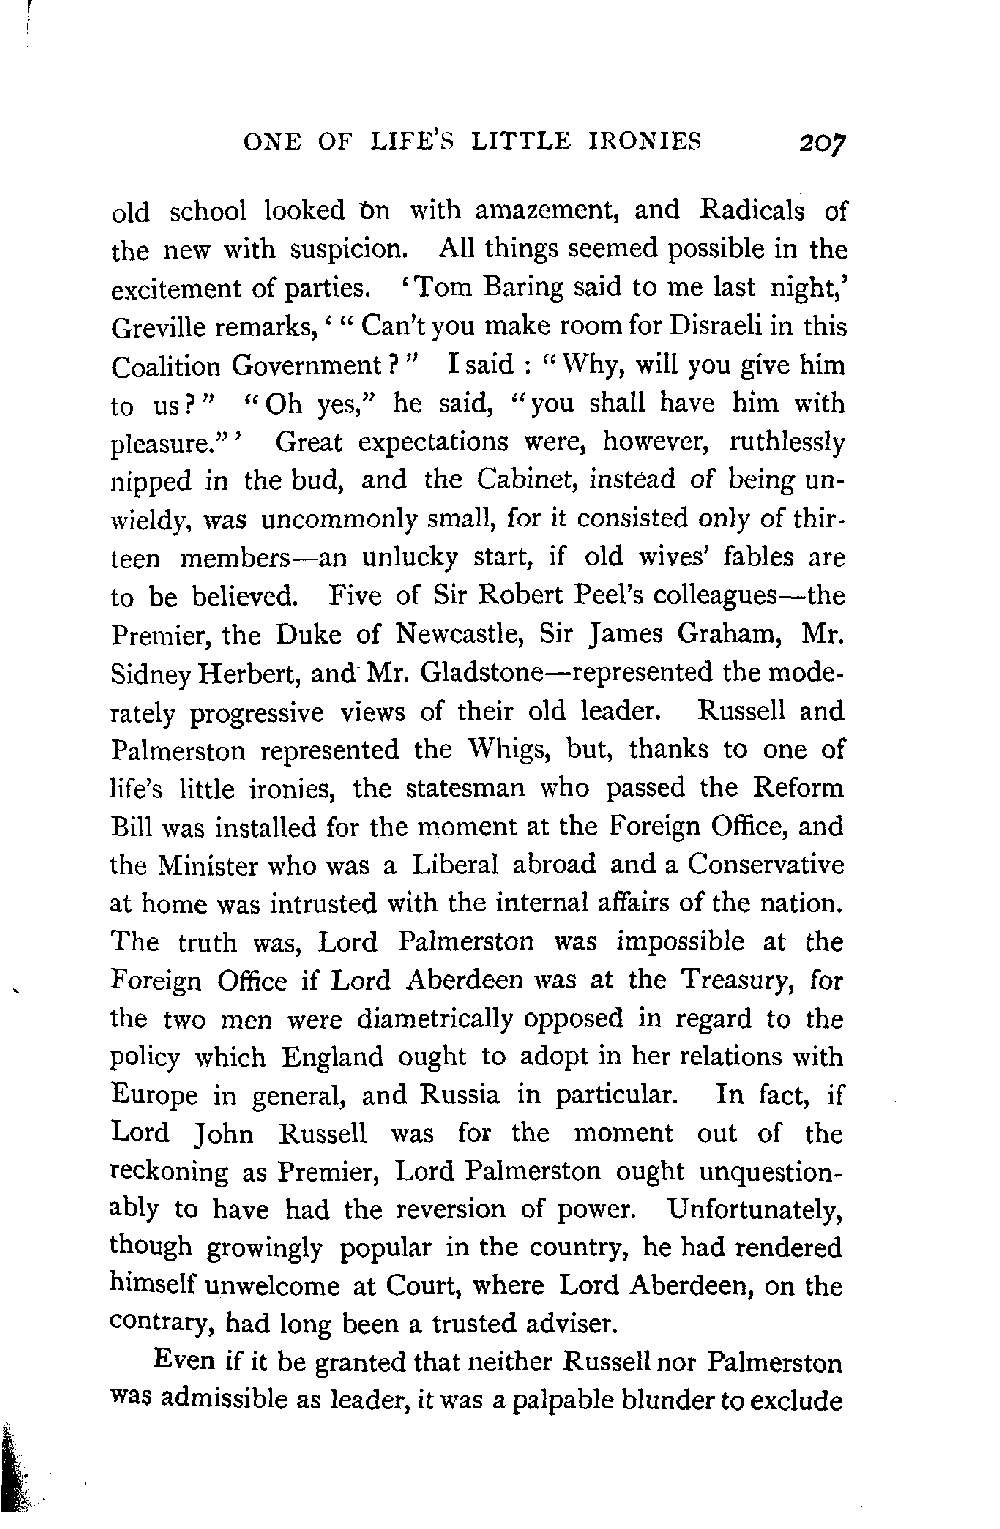 ONE OF LIFE'S LITTLE IRONIES 207
old school looked on with amazement, and Radicals of
the new with suspicion. All things seemed possible in the
excitement of parties. ‘Tom Baring said to me last night,’
Greville remarks, ‘ “ Can’t you make room for Disraeli in this
Coalition Government ? ” I said : “ Why, will you give him
to us ? ” “ Oh yes,” he said, “ you shall have him with
pleasure.” ’ Great expectations were, however, ruthlessly
nipped in the bud, and the Cabinet, instead of being un-
wieldy, was uncommonly small, for it consisted only of thir-
teen members—an unlucky start, if old wives’ fables are
to be believed. Five of Sir Robert Peel’s colleagues—the
Premier, the Duke of Newcastle, Sir James Graham, Mr.
Sidney Herbert, and Mr. Gladstone—represented the mode-
rately progressive views of their old leader. Russell and
Palmerston represented the Whigs, but, thanks to one of
life’s little ironies, the statesman who passed the Reform
Bill was installed for the moment at the Foreign Office, and
the Minister who was a Liberal abroad and a Conservative
at home was intrusted with the internal affairs of the nation.
The truth was, Lord Palmerston was impossible at the
Foreign Office if Lord Aberdeen was at the Treasury, for
the two men were diametrically opposed in regard to the
policy which England ought to adopt in her relations with
Europe in general, and Russia in particular. In fact, if
Lord John Russell was for the moment out of the
reckoning as Premier, Lord Palmerston ought unquestion-
ably to have had the reversion of power. Unfortunately,
though growingly popular in the country, he had rendered
himself unwelcome at Court, where Lord Aberdeen, on the
contrary, had long been a trusted adviser.
Even if it be granted that neither Russell nor Palmerston
was admissible as leader, it was a palpable blunder to exclude